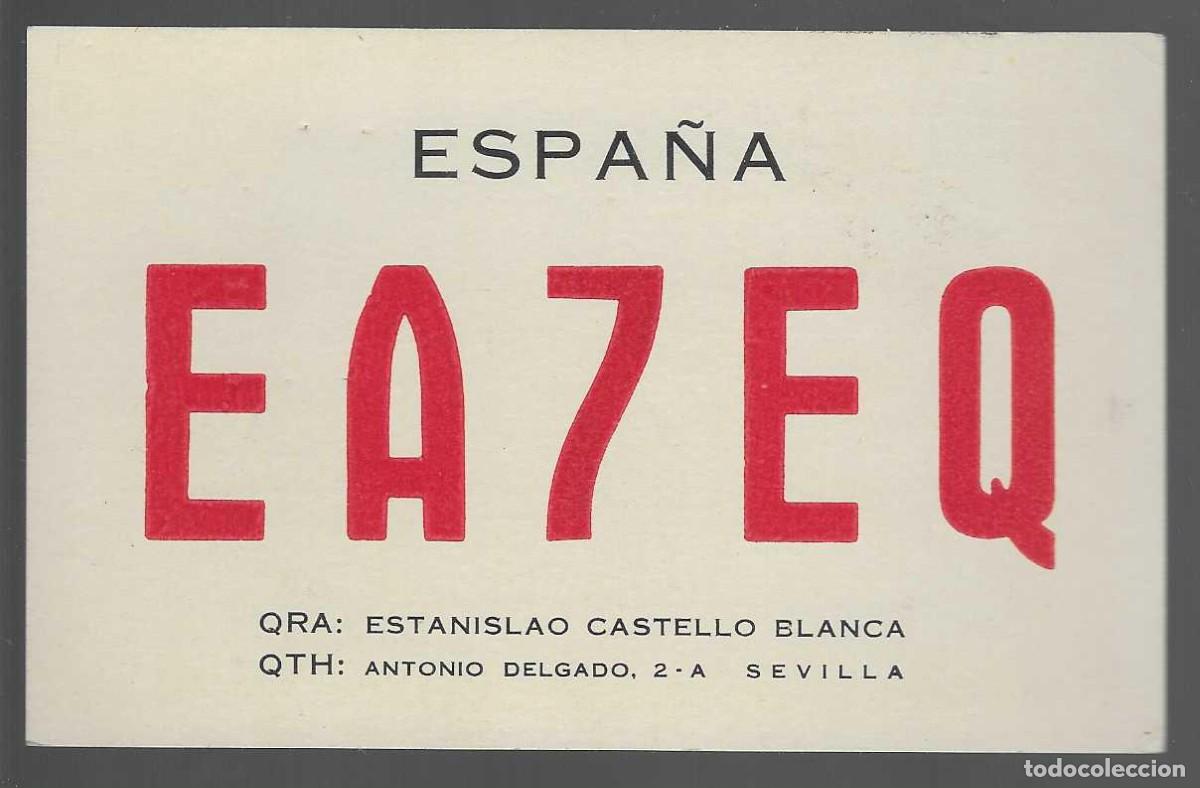 ESPAÑA
EA7EQ
QRA: ESTANISLAO CASTELLO BLANCA
QTH: ANTONIO DELGADO, 2-A SEVILLA
todocoleccion